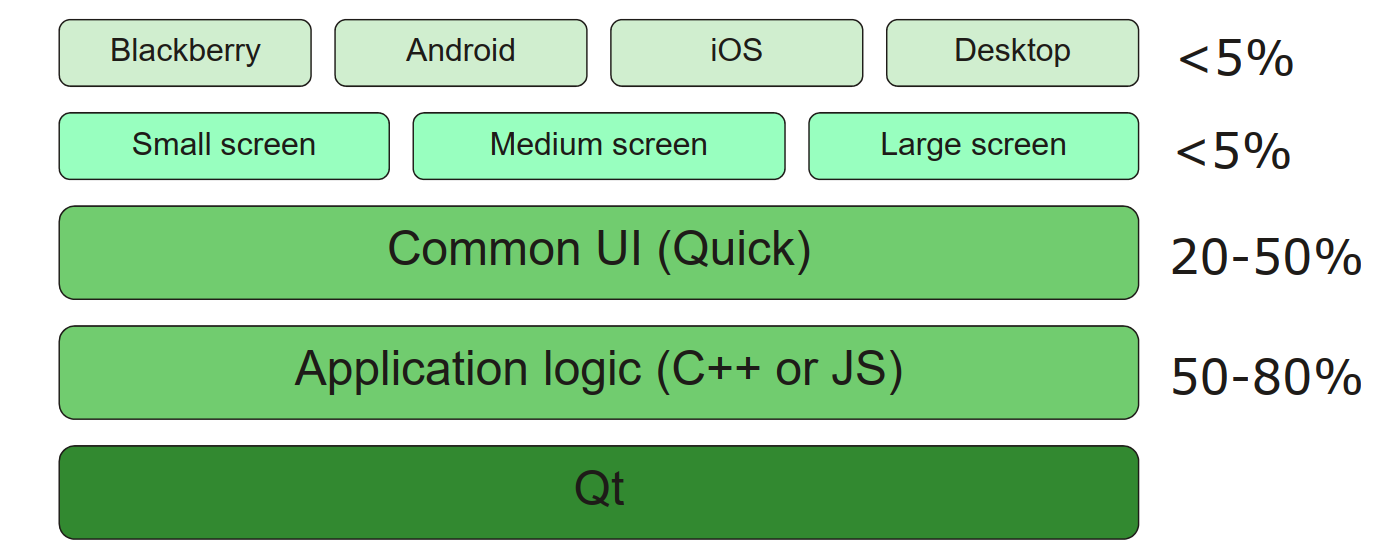 Blackberry Android iOS Desktop <5%
Small screen Medium screen Large screen <5%
Common UI (Quick) 20-50%
Application logic (C++ or JS) 50-80%
Qt